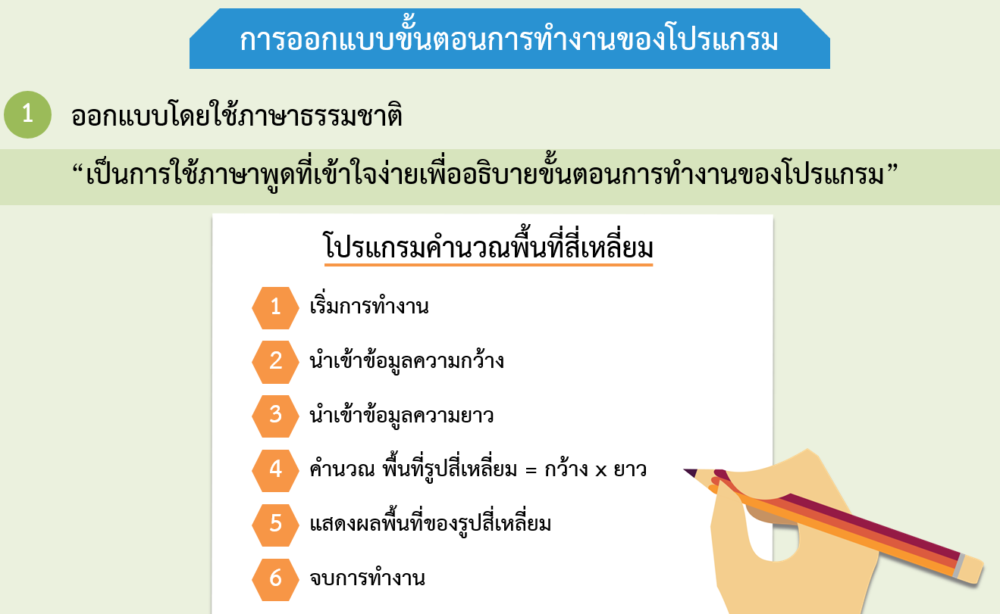 การออกแบบขั้นตอนการทำงานของโปรแกรม
1 ออกแบบโดยใช้ภาษาธรรมชาติ
“เป็นการใช้ภาษาพูดที่เข้าใจง่ายเพื่ออธิบายขั้นตอนการทำงานของโปรแกรม”
โปรแกรมคำนวณพื้นที่สี่เหลี่ยม
1 เริ่มการทำงาน
2 นำเข้าข้อมูลความกว้าง
3 นำเข้าข้อมูลความยาว
4 คำนวณ พื้นที่รูปสี่เหลี่ยม = กว้าง x ยาว
5 แสดงผลพื้นที่ของรูปสี่เหลี่ยม
6 จบการทำงาน